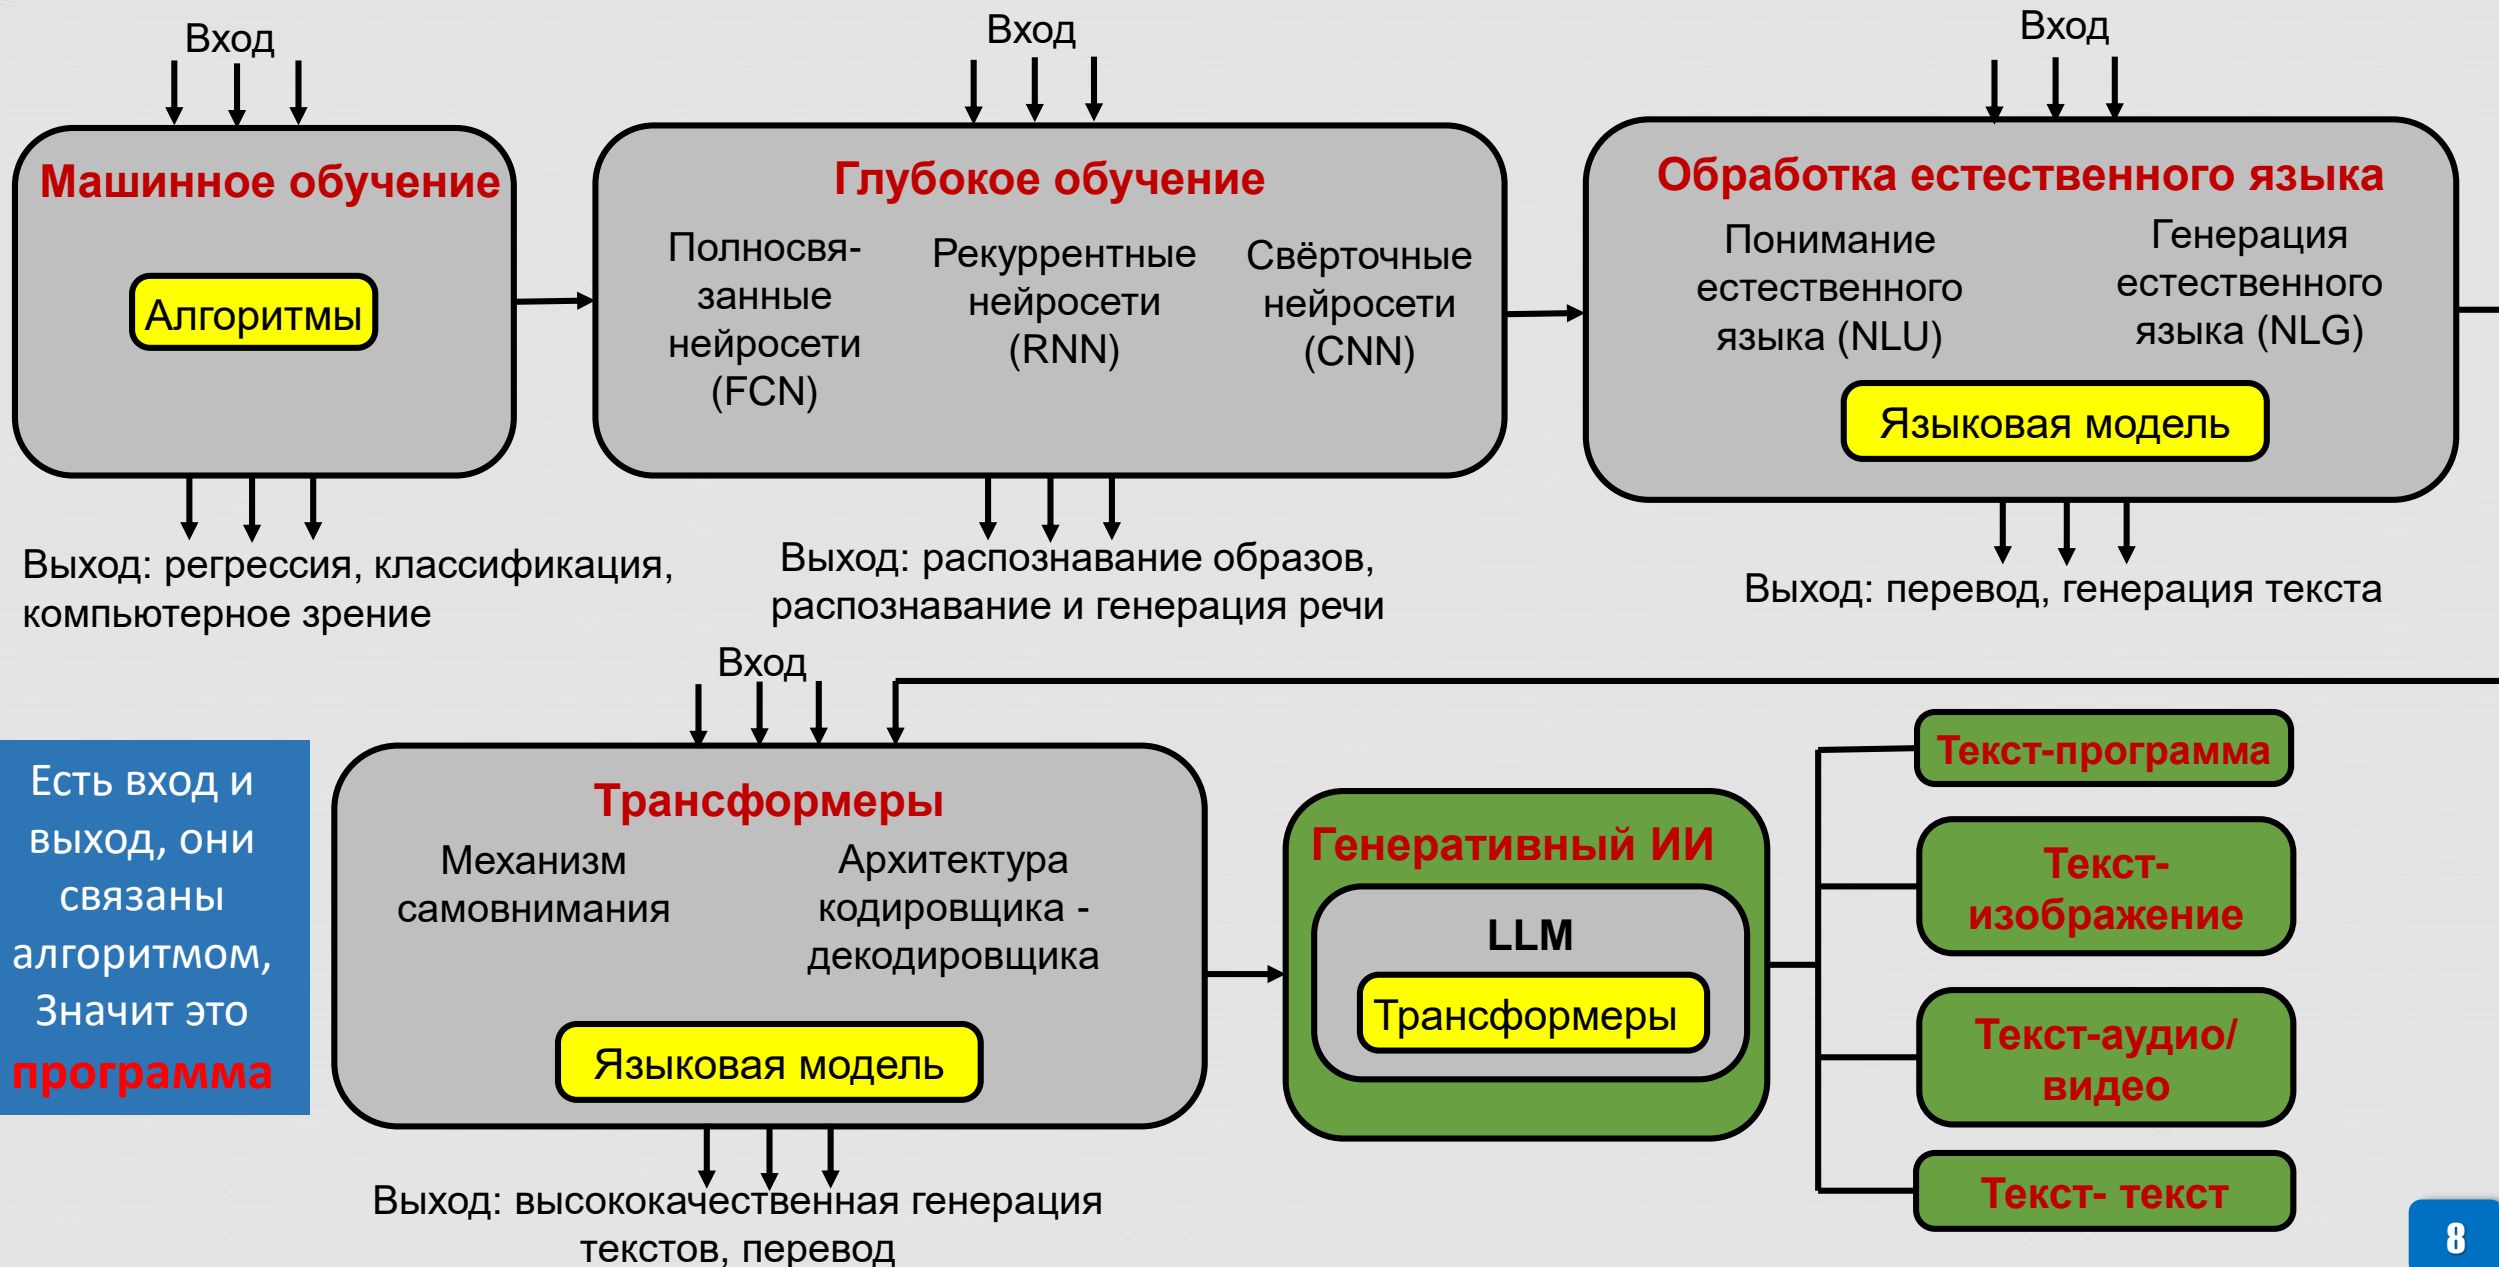 Вход
Машинное обучение
Алгоритмы
Выход: регрессия, классификация,
компьютерное зрение
Вход
Глубокое обучение
Полносвя-
занные
нейросети
(FCN)
Рекуррентные
нейросети
(RNN)
Свёрточные
нейросети
(CNN)
Выход: распознавание образов,
распознавание и генерация речи
Вход
Обработка естественного языка
Понимание
естественного
языка (NLU)
Генерация
естественного
языка (NLG)
Языковая модель
Выход: перевод, генерация текста
Есть вход и
выход, они
связаны
алгоритмом,
Значит это
программа
Вход
Трансформеры
Механизм
самовнимания
Архитектура
кодировщика -
декодировщика
Языковая модель
Выход: высококачественная генерация
текстов, перевод
Генеративный ИИ
LLM
Трансформеры
Текст-программа
Текст-
изображение
Текст-аудио/
видео
Текст- текст
8